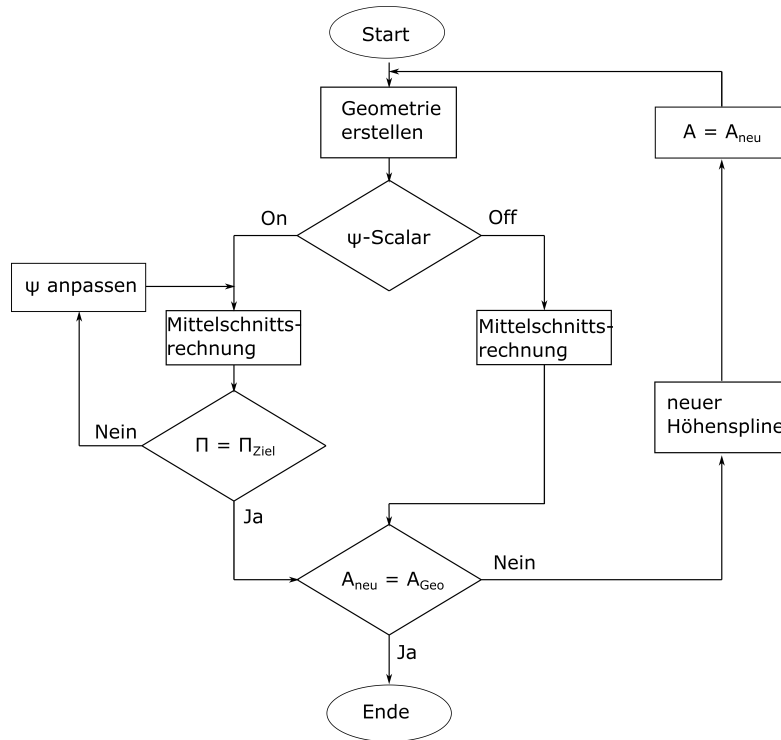 Start
Geometrie
erstellen
A = A_neu
On
Off
ψ-Scalar
ψ anpassen
Mittelschnitts-
rechnung
Mittelschnitts-
rechnung
neuer
Höhenspline
Nein
Π = Π_Ziel
Ja
Nein
A_neu = A_Geo
Ja
Ende